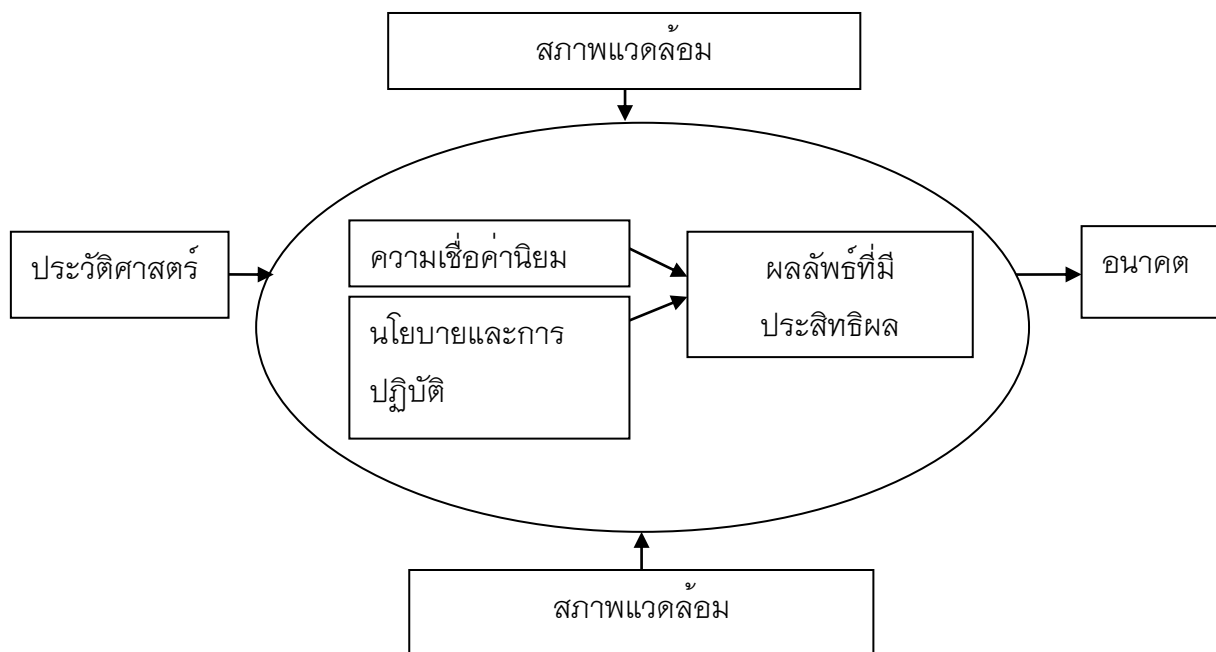 สภาพแวดล้อม
ประวัติศาสตร์
ความเชื่อค่านิยม
นโยบายและการ
ปฏิบัติ
ผลลัพธ์ที่มี
ประสิทธิผล
อนาคต
สภาพแวดล้อม